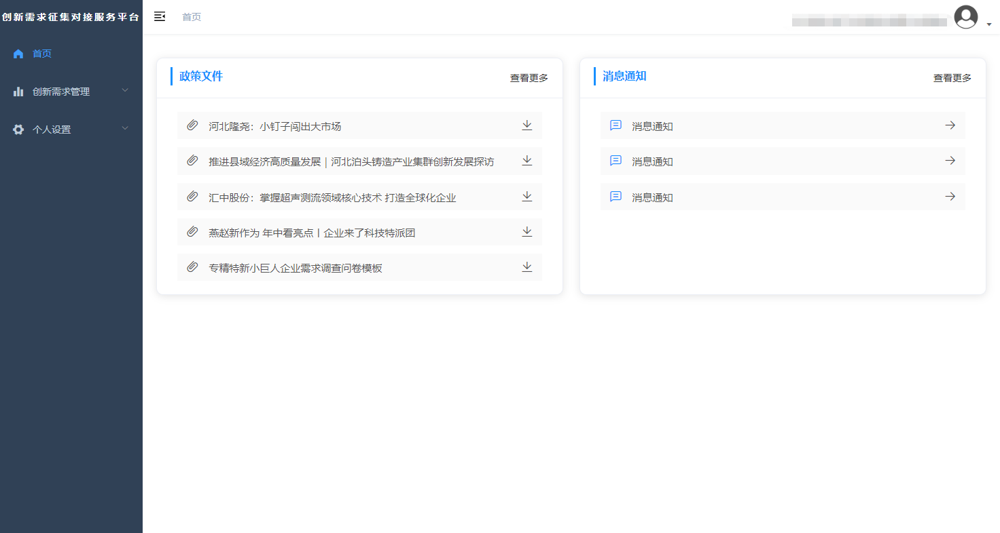 创新需求征集对接服务平台
首页
首页
创新需求管理
个人设置
政策文件
查看更多
河北隆尧：小钉子闯出大市场
推进县域经济高质量发展｜河北泊头铸造产业集群创新发展探访
汇中股份：掌握超声测流领域核心技术 打造全球化企业
燕赵新作为 年中看亮点丨企业来了科技特派团
专精特新小巨人企业需求调查问卷模板
消息通知
查看更多
消息通知
消息通知
消息通知